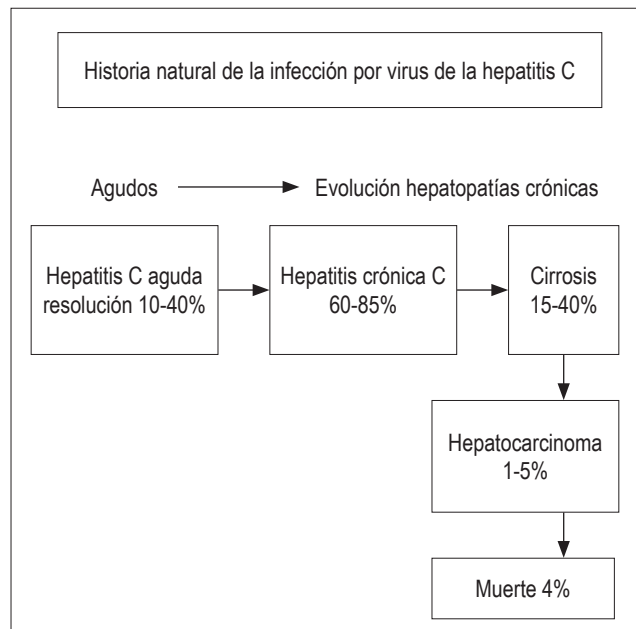 Historia natural de la infección por virus de la hepatitis C
Agudos
Evolución hepatopatías crónicas
Hepatitis C aguda
resolución 10-40%
Hepatitis crónica C
60-85%
Cirrosis
15-40%
Hepatocarcinoma
1-5%
Muerte 4%